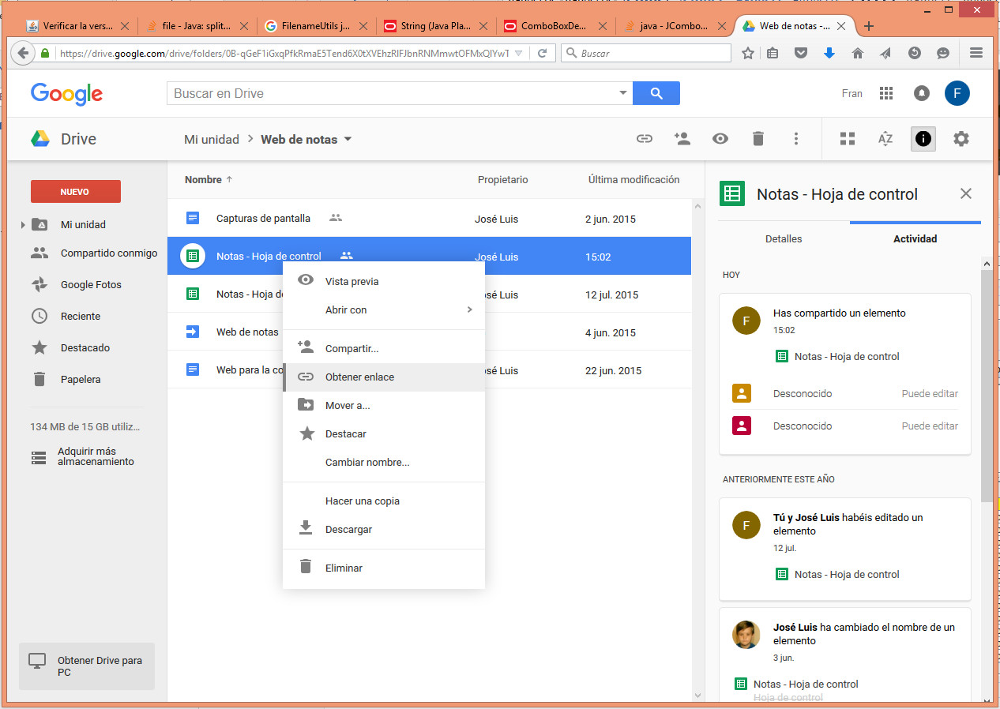 Verificar la vers...
file - Java: split...
FilenameUtils j...
String (Java Pla...
ComboBoxDe...
java - JCombo...
Web de notas -...
https://drive.google.com/drive/folders/0B-qGeF1iGxqPfkRmaE5Tend6X0tXVEhzRlFJbnRNMmwtOFMxQlYwT
Buscar
Google
Buscar en Drive
Fran
F
Drive
Mi unidad
Web de notas
AZ
NUEVO
Mi unidad
Compartido conmigo
Google Fotos
Reciente
Destacado
Papelera
134 MB de 15 GB utiliz...
Adquirir más
almacenamiento
Obtener Drive para
PC
Nombre
Propietario
Última modificación
Capturas de pantalla
José Luis
2 jun. 2015
Notas - Hoja de control
José Luis
15:02
Notas - Hoja de
osé Luis
12 jul. 2015
Web de notas
4 jun. 2015
Web para la co
osé Luis
22 jun. 2015
Vista previa
Abrir con
Compartir...
Obtener enlace
Mover a...
Destacar
Cambiar nombre...
Hacer una copia
Descargar
Eliminar
Notas - Hoja de control
Detalles
Actividad
HOY
F
Has compartido un elemento
15:02
Notas - Hoja de control
Desconocido
Puede editar
Desconocido
Puede editar
ANTERIORMENTE ESTE AÑO
F
Tú y José Luis habéis editado un
elemento
12 jul.
Notas - Hoja de control
José Luis ha cambiado el nombre de un
elemento
3 jun.
Notas - Hoja de control
Hoja de control